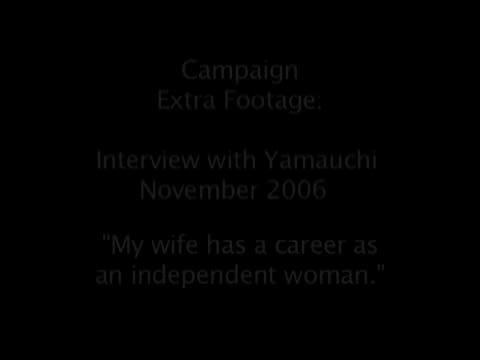 Campaign
Extra Footage:
Interview with Yamauchi
November 2006
"My wife has a career as
an independent woman."